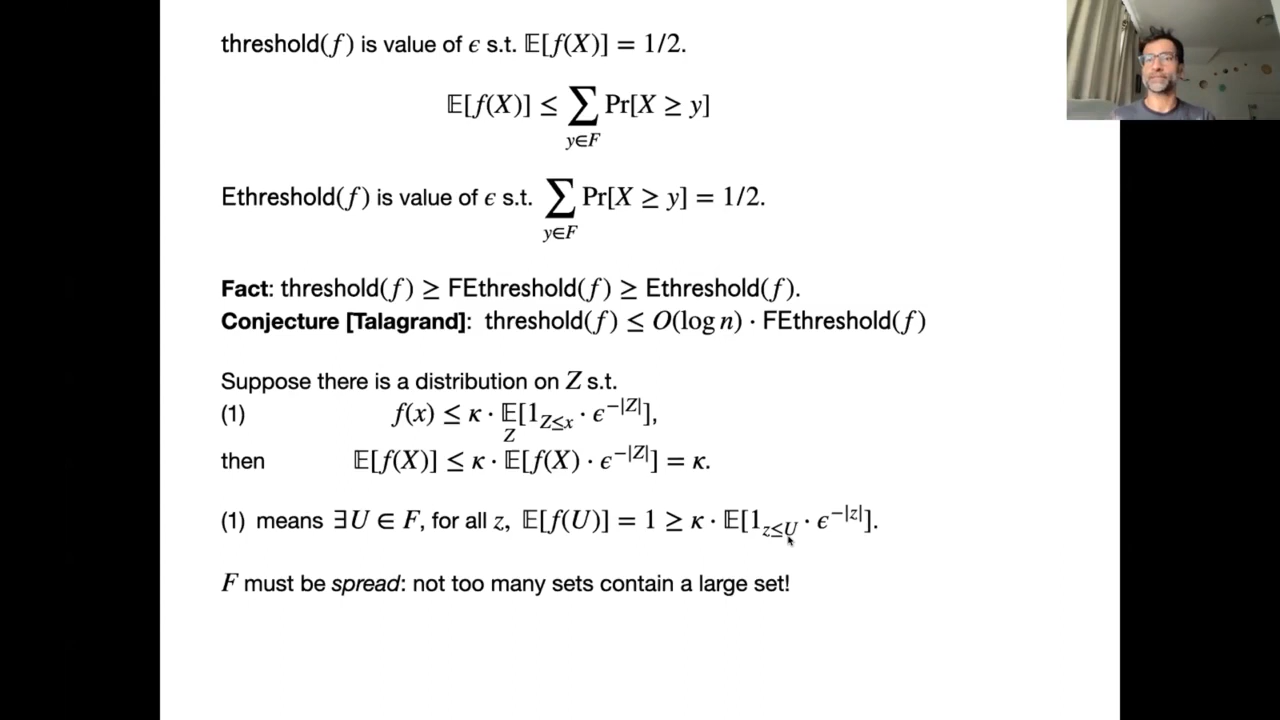 threshold(f) is value of ϵ s.t. 𝔼[f(X)] = 1/2.
𝔼[f(X)] ≤ ∑_{y∈F} Pr[X ≥ y]
Ethreshold(f) is value of ϵ s.t. ∑_{y∈F} Pr[X ≥ y] = 1/2.
Fact: threshold(f) ≥ FEthreshold(f) ≥ Ethreshold(f).
Conjecture [Talagrand]: threshold(f) ≤ O(log n) · FEthreshold(f)
Suppose there is a distribution on Z s.t.
(1) f(x) ≤ κ · 𝔼_Z[1_{Z≤x} · ϵ^{−|Z|}],
then 𝔼[f(X)] ≤ κ · 𝔼[f(X) · ϵ^{−|Z|}] = κ.
(1) means ∃U ∈ F, for all z, 𝔼[f(U)] = 1 ≥ κ · 𝔼[1_{z≤U} · ϵ^{−|z|}].
F must be spread: not too many sets contain a large set!